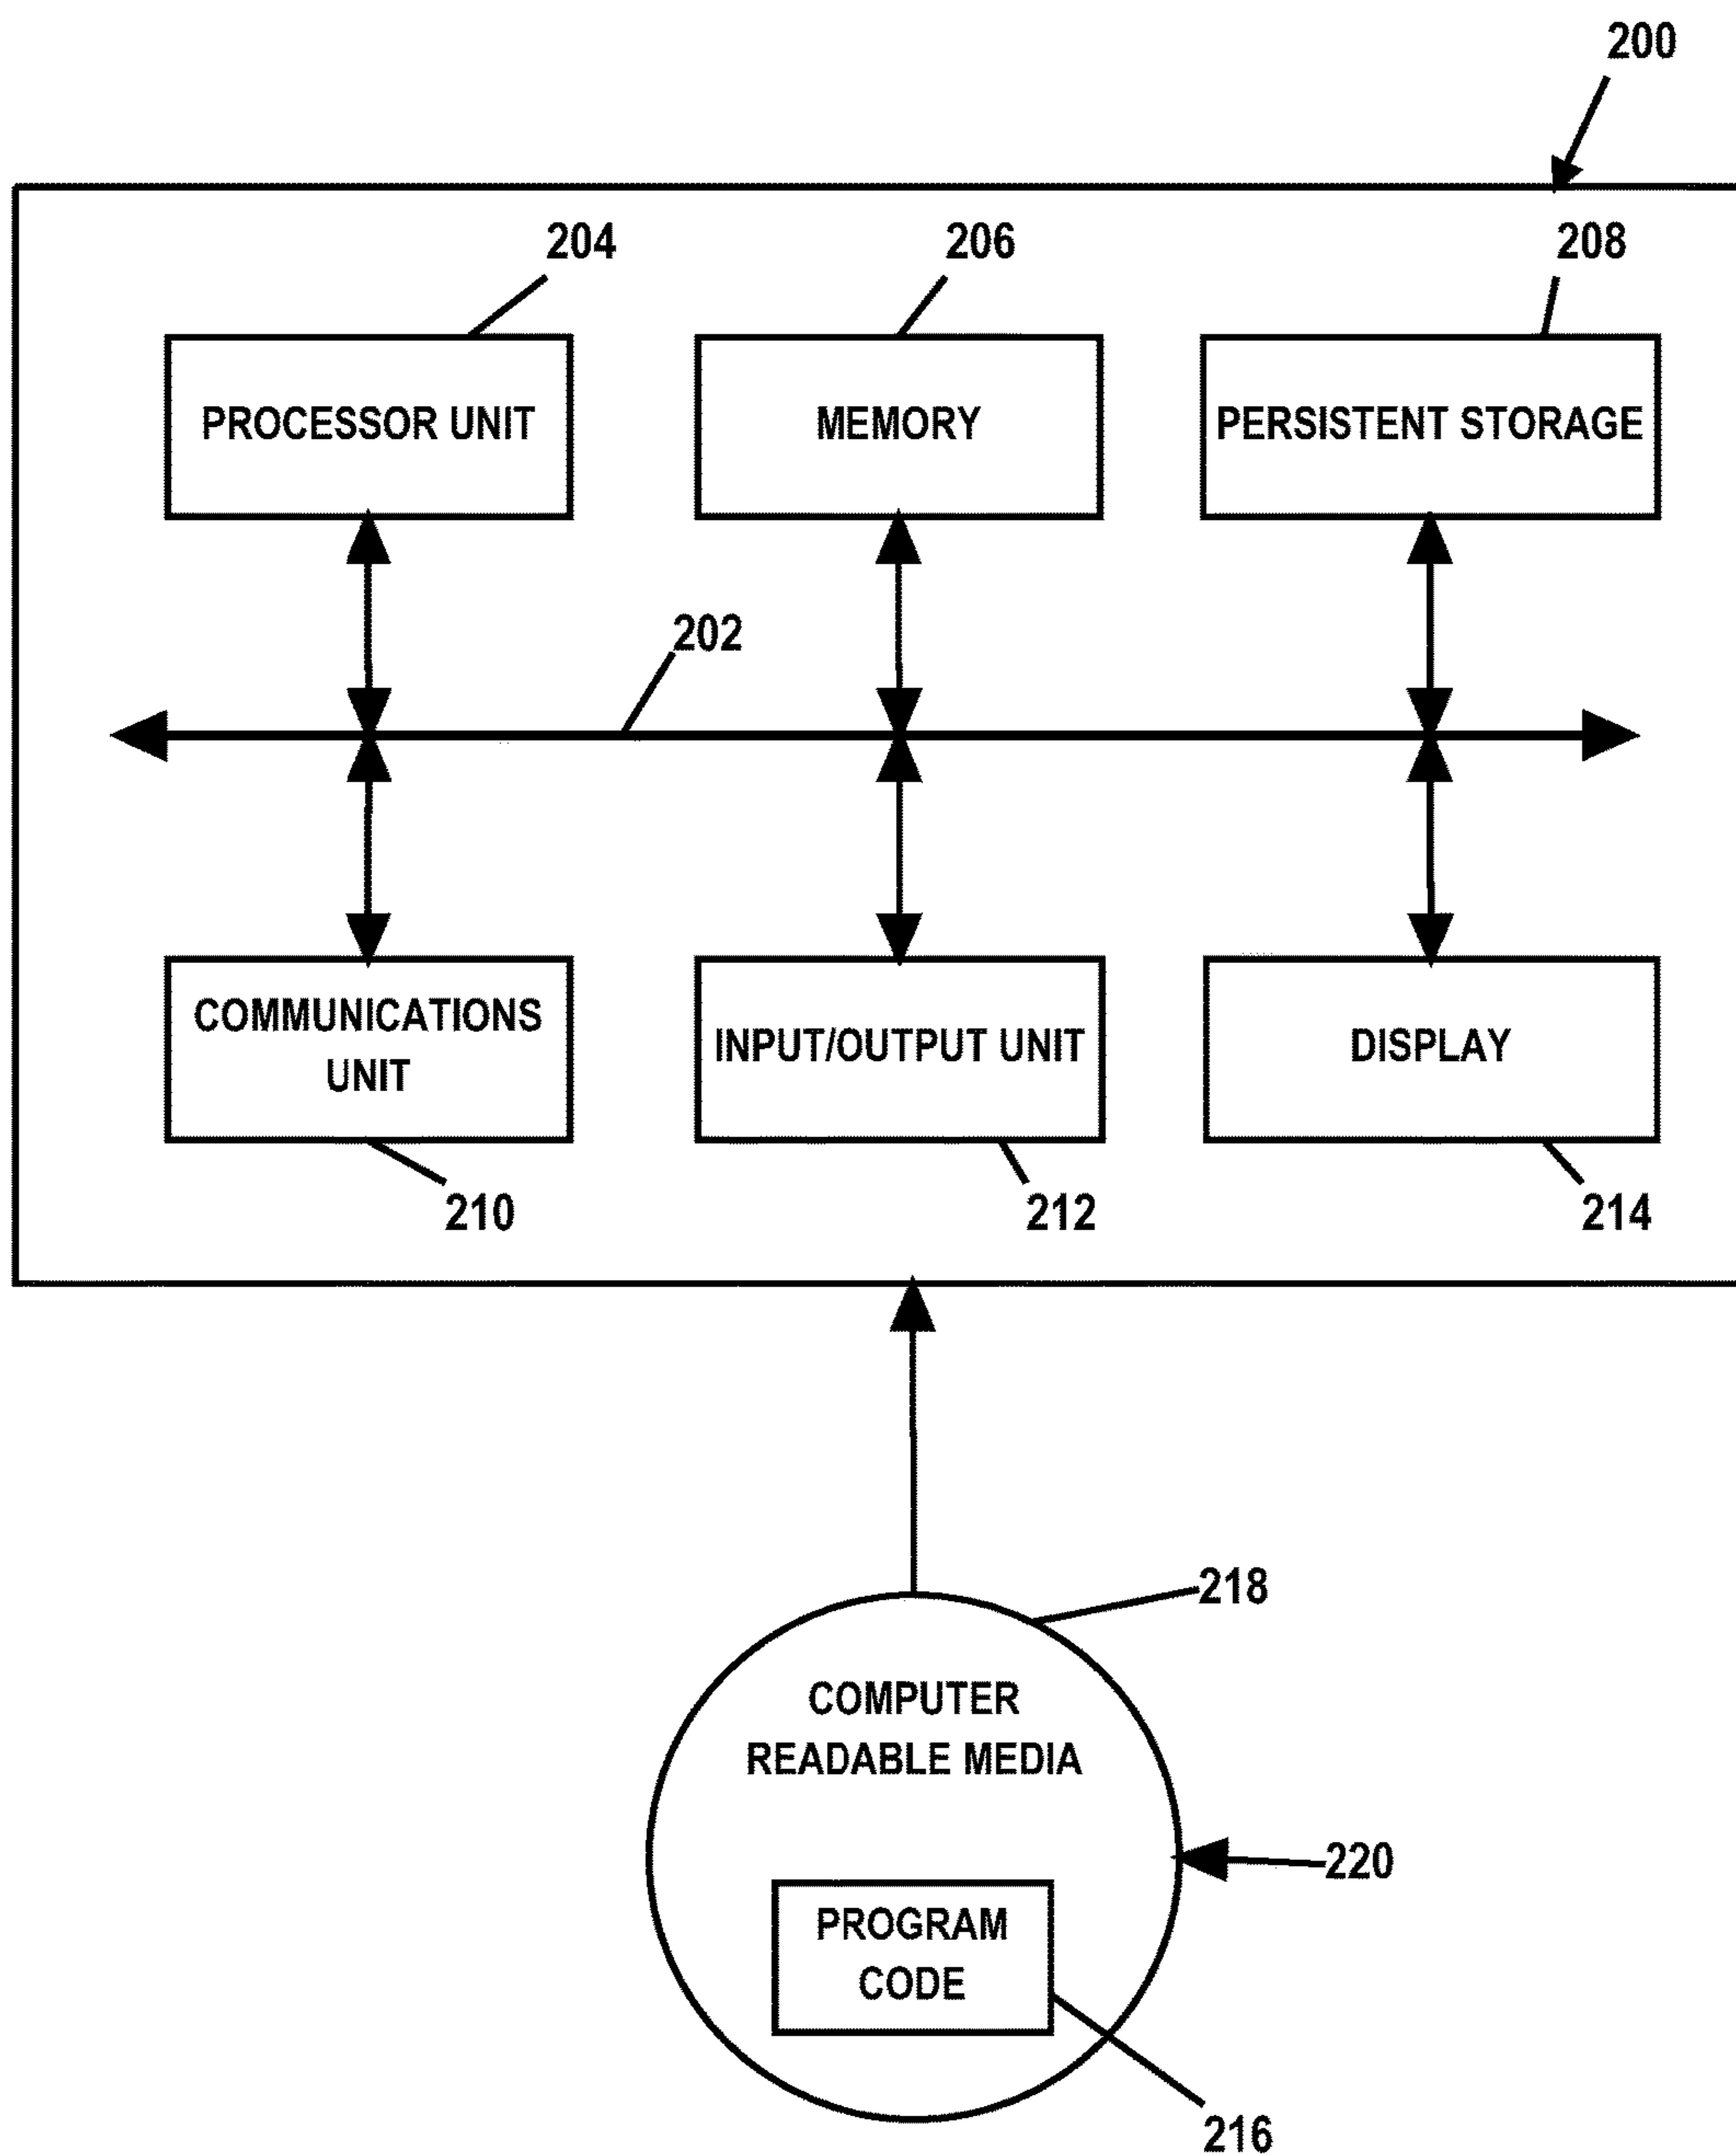 200
204
206
208
PROCESSOR UNIT
MEMORY
PERSISTENT STORAGE
202
COMMUNICATIONS
UNIT
INPUT/OUTPUT UNIT
DISPLAY
210
212
214
218
COMPUTER
READABLE MEDIA
220
PROGRAM
CODE
216